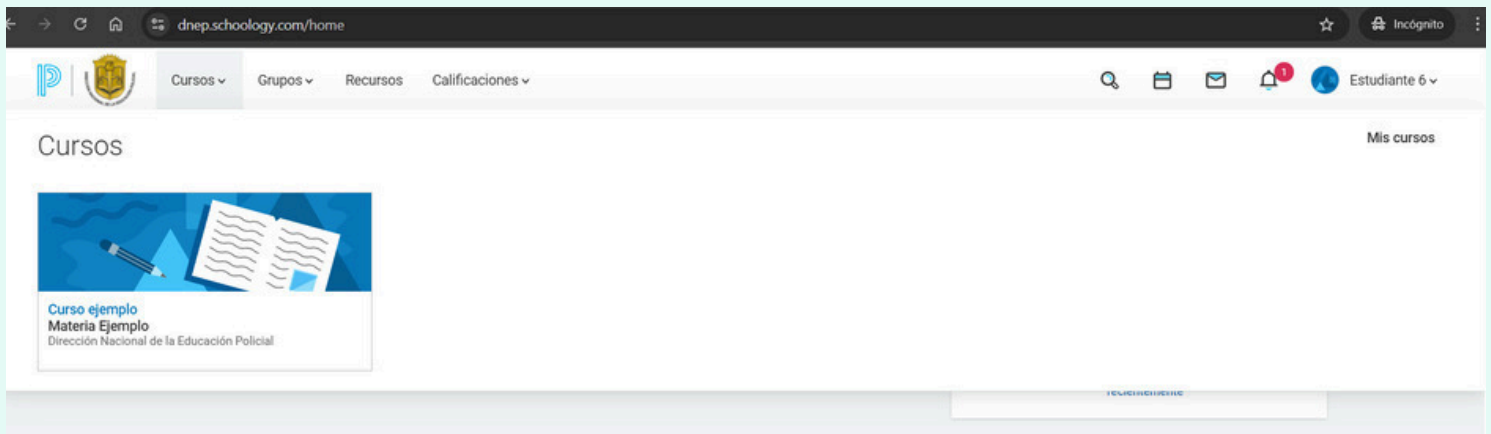 dnep.schoology.com/home
Incógnito
Cursos
Grupos
Recursos
Calificaciones
1
Estudiante 6
Cursos
Mis cursos
Curso ejemplo
Materia Ejemplo
Dirección Nacional de la Educación Policial
recientemente